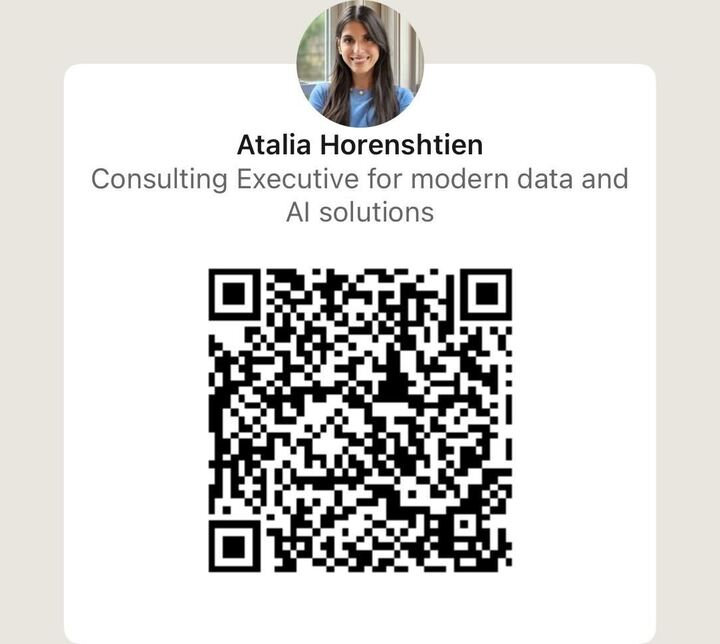 Atalia Horenshtien
Consulting Executive for modern data and
AI solutions